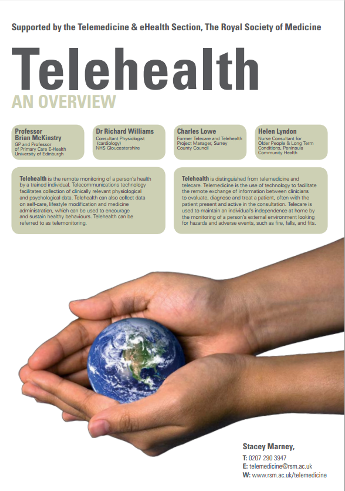 Supported by the Telemedicine & eHealth Section, The Royal Society of Medicine
Telehealth
AN OVERVIEW
Professor
Brian McKinstry
GP and Professor
of Primary Care E-Health
University of Edinburgh
Dr Richard Williams
Consultant Physiologist
(cardiology)
NHS Gloucestershire
Charles Lowe
Former Telecare and Telehealth
Project Manager, Surrey
County Council
Helen Lyndon
Nurse Consultant for
Older People & Long Term
Conditions, Peninsula
Community Health
Telehealth is the remote monitoring of a person's health
by a trained individual. Telecommunications technology
facilitates collection of clinically relevant physiological
and psychological data. Telehealth can also collect data
on self-care, lifestyle modification and medicine
administration, which can be used to encourage
and sustain healthy behaviours. Telehealth can be
referred to as telemonitoring.
Telehealth is distinguished from telemedicine and
telecare. Telemedicine is the use of technology to facilitate
the remote exchange of information between clinicians
to evaluate, diagnose and treat a patient, often with the
patient present and active in the consultation. Telecare is
used to maintain an individual's independence at home by
the monitoring of a person's external environment looking
for hazards and adverse events, such as fire, falls, and fits.
Stacey Marney,
T: 0207 290 3947
E: telemedicine@rsm.ac.uk
W: www.rsm.ac.uk/telemedicine